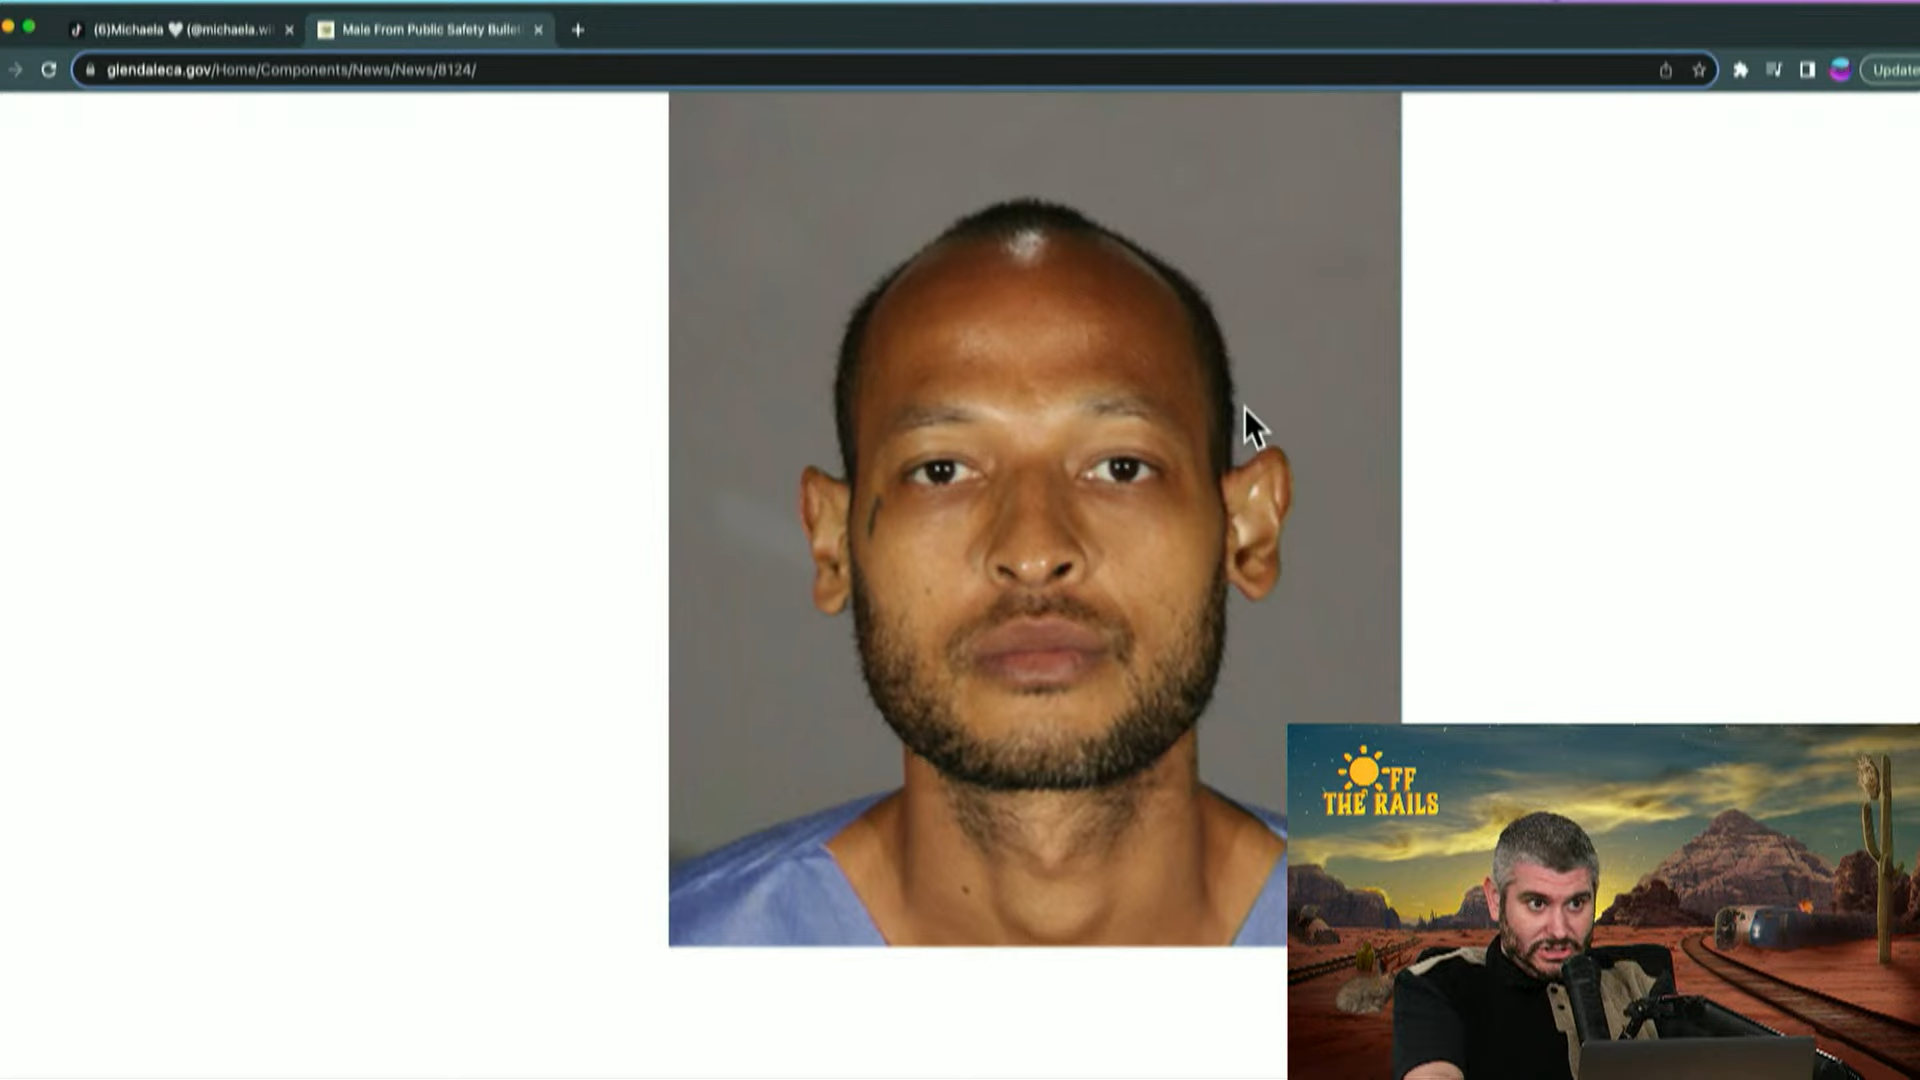 (6)Michaela 🤍 (@michaela.wi
Male From Public Safety Bullet
glendaleca.gov/Home/Components/News/News/8124/
Update
OFF
THE RAILS